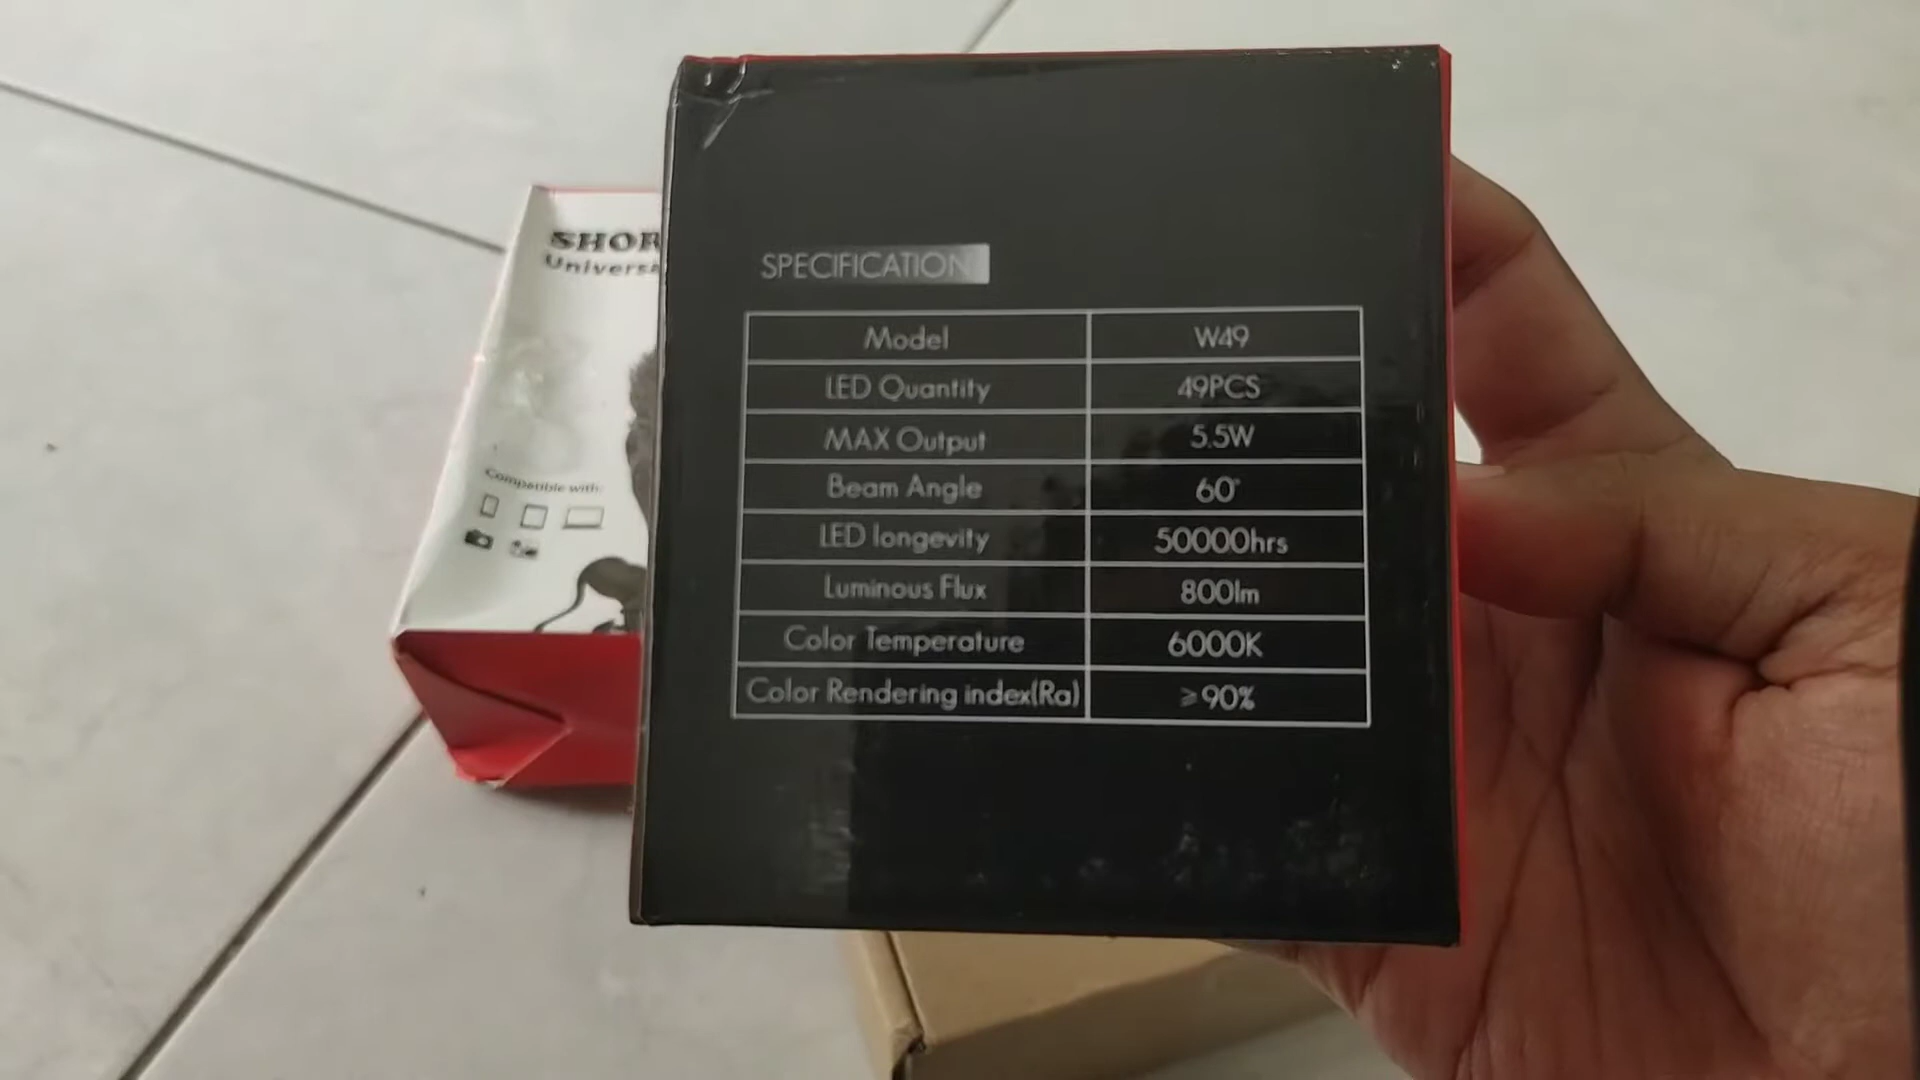 SPECIFICATION
Model W49
LED Quantity 49PCS
MAX Output 5.5W
Beam Angle 60°
LED longevity 50000hrs
Luminous Flux 800lm
Color Temperature 6000K
Color Rendering index(Ra) ⩾90%
SHOR
Universa
Compatible with: